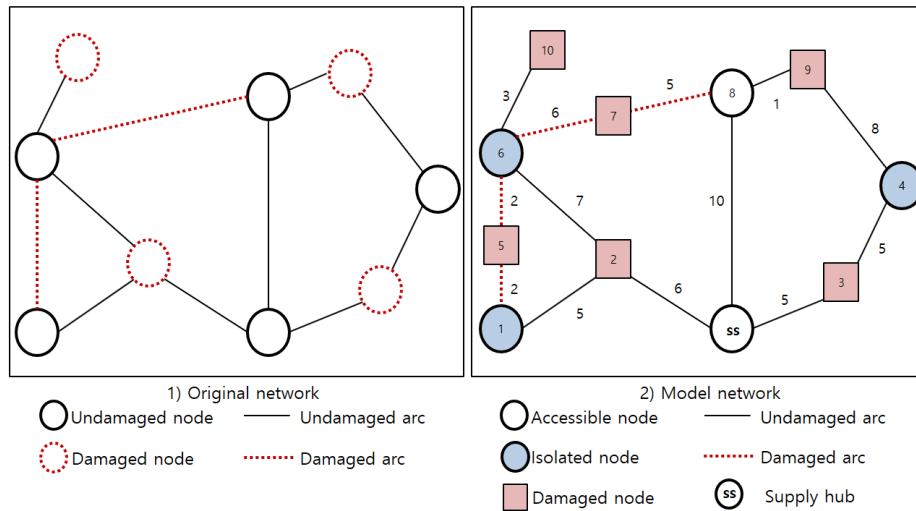 10
9
5
8
3
6
7
1
8
6
4
2
7
10
5
2
5
2
6
3
2
5
5
1
ss
1) Original network
2) Model network
Undamaged node
Undamaged arc
Accessible node
Undamaged arc
Damaged node
Damaged arc
Isolated node
Damaged arc
Damaged node
ss
Supply hub